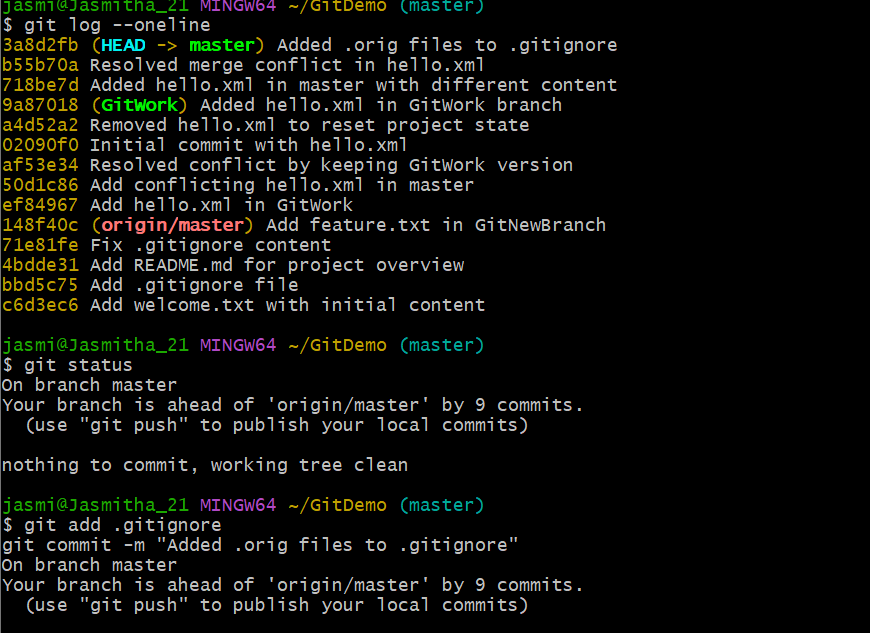 jasmi@Jasmitha_21 MINGW64 ~/GitDemo (master)
$ git log --oneline
3a8d2fb (HEAD -> master) Added .orig files to .gitignore
b55b70a Resolved merge conflict in hello.xml
718be7d Added hello.xml in master with different content
9a87018 (GitWork) Added hello.xml in GitWork branch
a4d52a2 Removed hello.xml to reset project state
02090f0 Initial commit with hello.xml
af53e34 Resolved conflict by keeping GitWork version
50d1c86 Add conflicting hello.xml in master
ef84967 Add hello.xml in GitWork
148f40c (origin/master) Add feature.txt in GitNewBranch
71e81fe Fix .gitignore content
4bdde31 Add README.md for project overview
bbd5c75 Add .gitignore file
c6d3ec6 Add welcome.txt with initial content
jasmi@Jasmitha_21 MINGW64 ~/GitDemo (master)
$ git status
On branch master
Your branch is ahead of 'origin/master' by 9 commits.
(use "git push" to publish your local commits)
nothing to commit, working tree clean
jasmi@Jasmitha_21 MINGW64 ~/GitDemo (master)
$ git add .gitignore
git commit -m "Added .orig files to .gitignore"
On branch master
Your branch is ahead of 'origin/master' by 9 commits.
(use "git push" to publish your local commits)